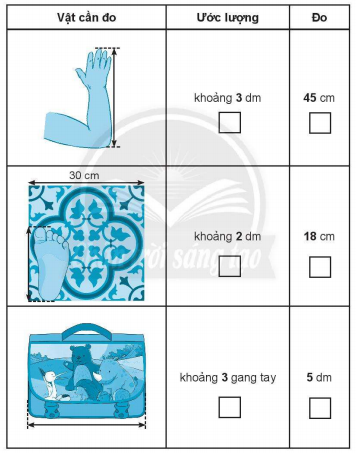 Vật cần đo Ước lượng Đo
khoảng 3 dm 45 cm
30 cm
khoảng 2 dm 18 cm
khoảng 3 gang tay 5 dm